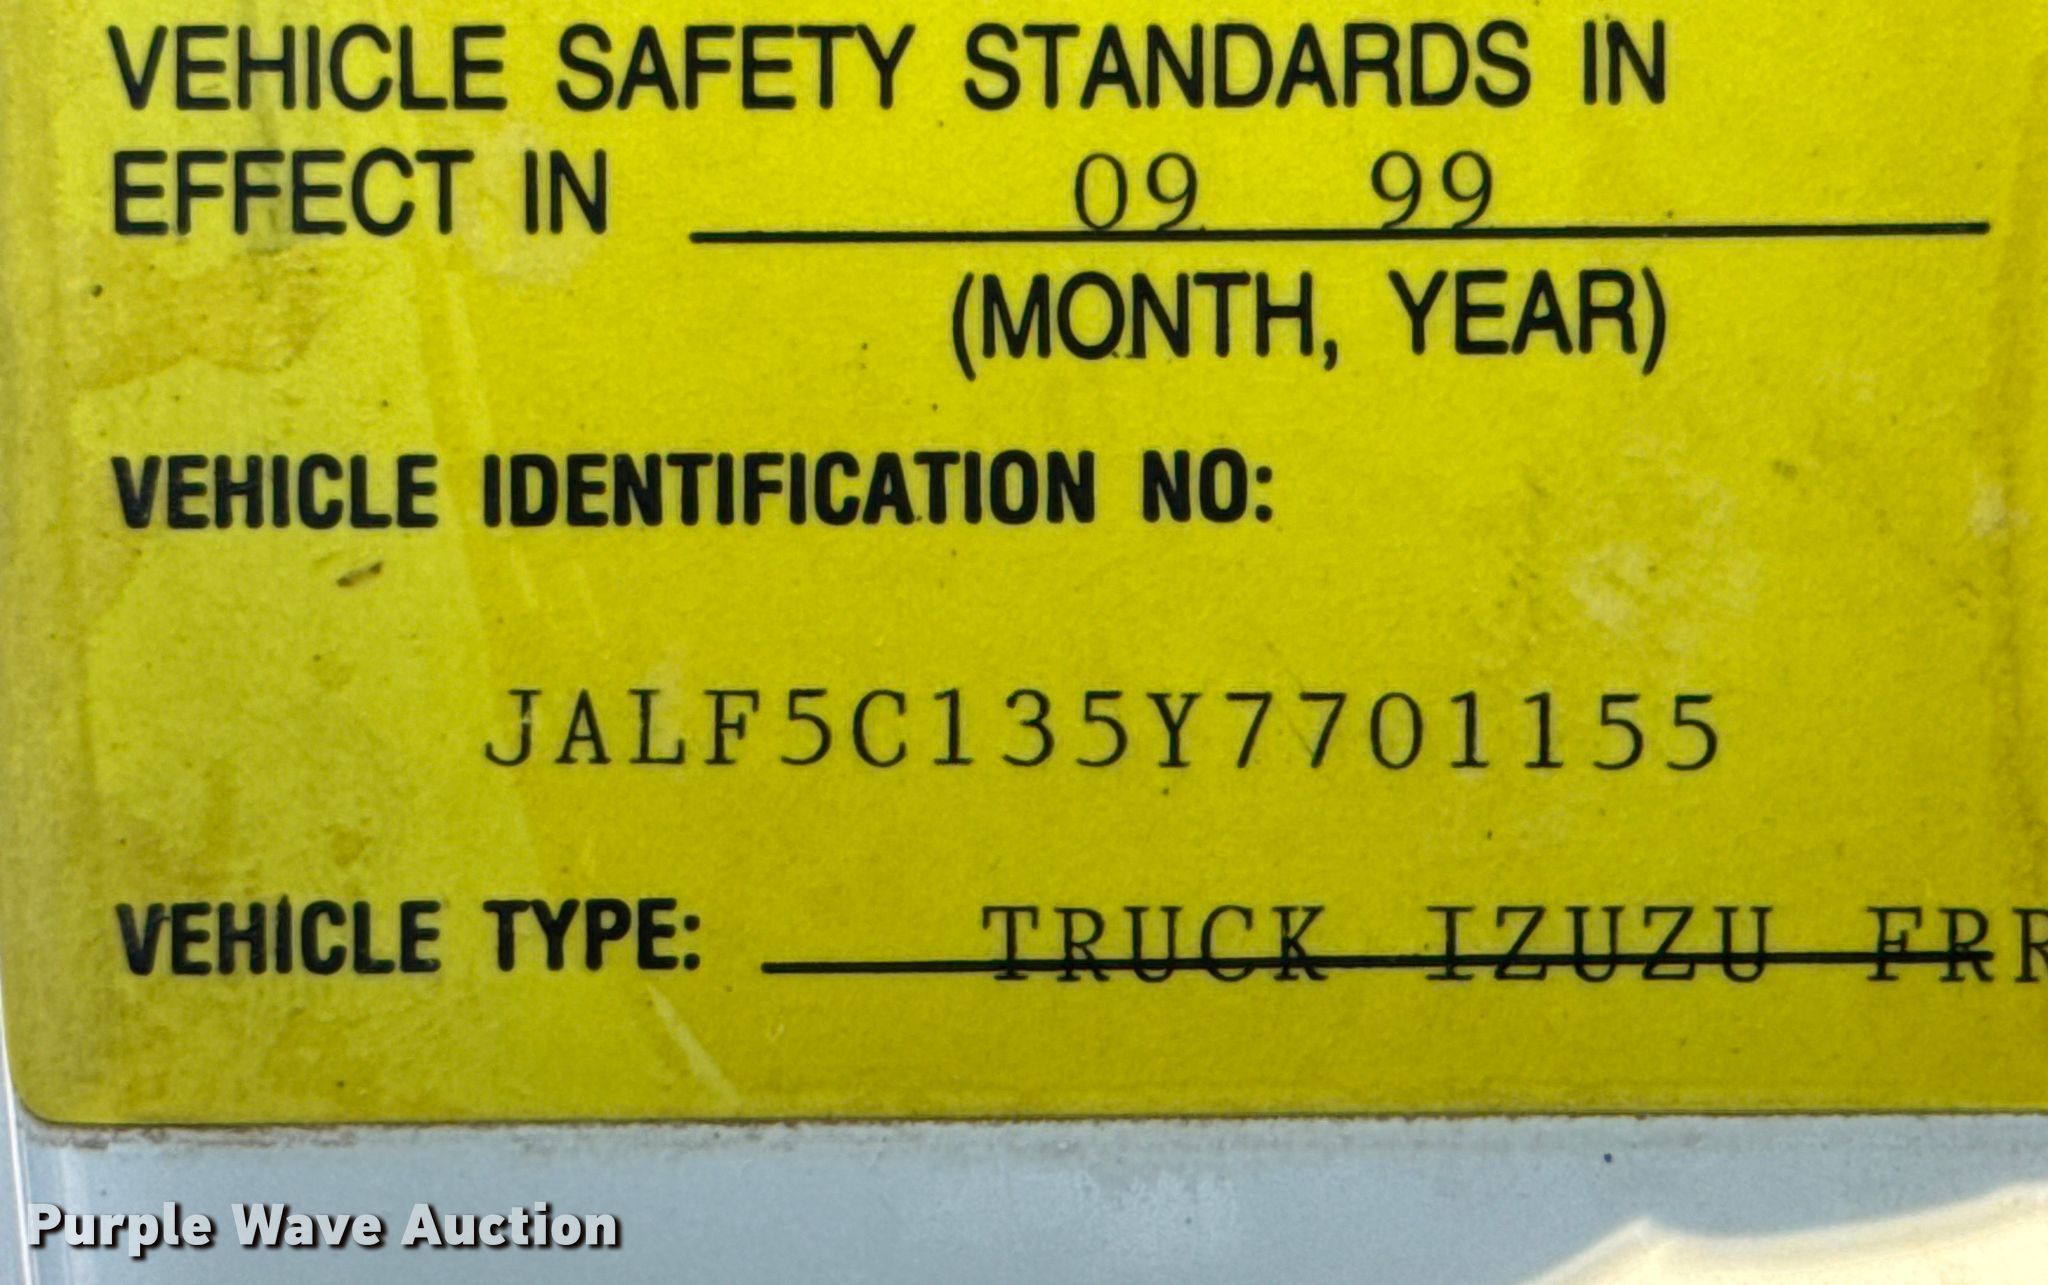 VEHICLE SAFETY STANDARDS IN
EFFECT IN 09 99
(MONTH, YEAR)
VEHICLE IDENTIFICATION NO:
JALF5C135Y7701155
VEHICLE TYPE: TRUCK IZUZU FRR
Purple Wave Auction